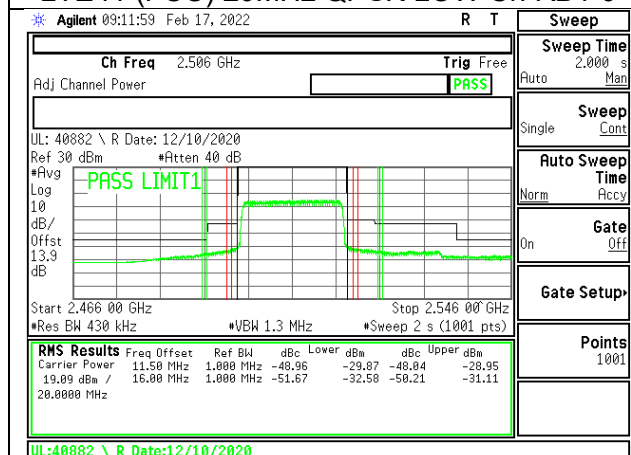 Agilent 09:11:59 Feb 17, 2022 R T Sweep
Ch Freq 2.506 GHz Trig Free
Adj Channel Power PASS
Sweep Time
2.000 s
Auto Man
Sweep
Single Cont
Auto Sweep
Time
Norm Accy
Gate
On Off
Gate Setup
Points
1001
UL: 40882 \ R Date: 12/10/2020
Ref 30 dBm #Atten 40 dB
#Avg
Log
10
dB/
Offst
13.9
dB
PASS LIMIT1
Start 2.466 00 GHz Stop 2.546 00 GHz
#Res BW 430 kHz #VBW 1.3 MHz #Sweep 2 s (1001 pts)
RMS Results Freq Offset Ref BW dBc Lower dBm dBc Upper dBm
Carrier Power 11.50 MHz 1.000 MHz -48.96 -29.87 -48.04 -28.95
19.09 dBm / 16.00 MHz 1.000 MHz -51.67 -32.58 -50.21 -31.11
20.0000 MHz
UL:40882 \ R Date:12/10/2020